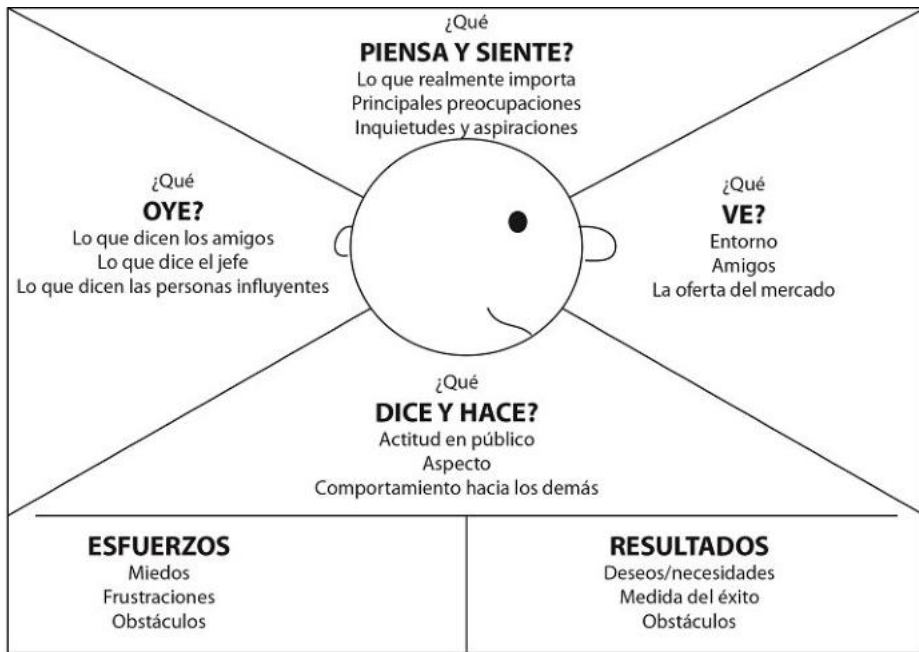 ¿Qué
PIENSA Y SIENTE?
Lo que realmente importa
Principales preocupaciones
Inquietudes y aspiraciones
¿Qué
OYE?
Lo que dicen los amigos
Lo que dice el jefe
Lo que dicen las personas influyentes
¿Qué
VE?
Entorno
Amigos
La oferta del mercado
¿Qué
DICE Y HACE?
Actitud en público
Aspecto
Comportamiento hacia los demás
ESFUERZOS
Miedos
Frustraciones
Obstáculos
RESULTADOS
Deseos/necesidades
Medida del éxito
Obstáculos